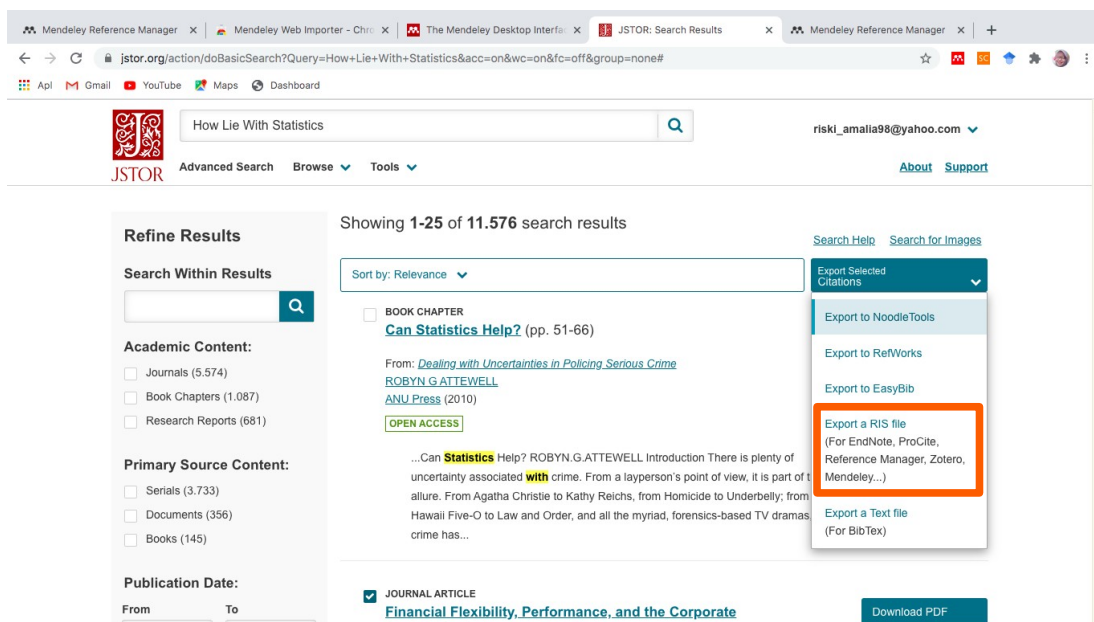 Mendeley Reference Manager
Mendeley Web Importer - Chro
The Mendeley Desktop Interfac
JSTOR: Search Results
Mendeley Reference Manager
jstor.org/action/doBasicSearch?Query=How+Lie+With+Statistics&acc=on&wc=on&fc=off&group=none#
SC
Apl
Gmail
YouTube
Maps
Dashboard
JSTOR
How Lie With Statistics
riski_amalia98@yahoo.com
Advanced Search
Browse
Tools
About
Support
Refine Results
Search Within Results
Academic Content:
Journals (5.574)
Book Chapters (1.087)
Research Reports (681)
Primary Source Content:
Serials (3.733)
Documents (356)
Books (145)
Publication Date:
From
To
Showing 1-25 of 11.576 search results
Search Help
Search for Images
Sort by: Relevance
Export Selected
Citations
Export to NoodleTools
Export to RefWorks
Export to EasyBib
Export a RIS file
(For EndNote, ProCite,
Reference Manager, Zotero,
Mendeley...)
Export a Text file
(For BibTex)
BOOK CHAPTER
Can Statistics Help? (pp. 51-66)
From: Dealing with Uncertainties in Policing Serious Crime
ROBYN G ATTEWELL
ANU Press (2010)
OPEN ACCESS
...Can Statistics Help? ROBYN.G.ATTEWELL Introduction There is plenty of
uncertainty associated with crime. From a layperson's point of view, it is part of t
allure. From Agatha Christie to Kathy Reichs, from Homicide to Underbelly; from
Hawaii Five-O to Law and Order, and all the myriad, forensics-based TV dramas
crime has...
JOURNAL ARTICLE
Financial Flexibility, Performance, and the Corporate
Download PDF